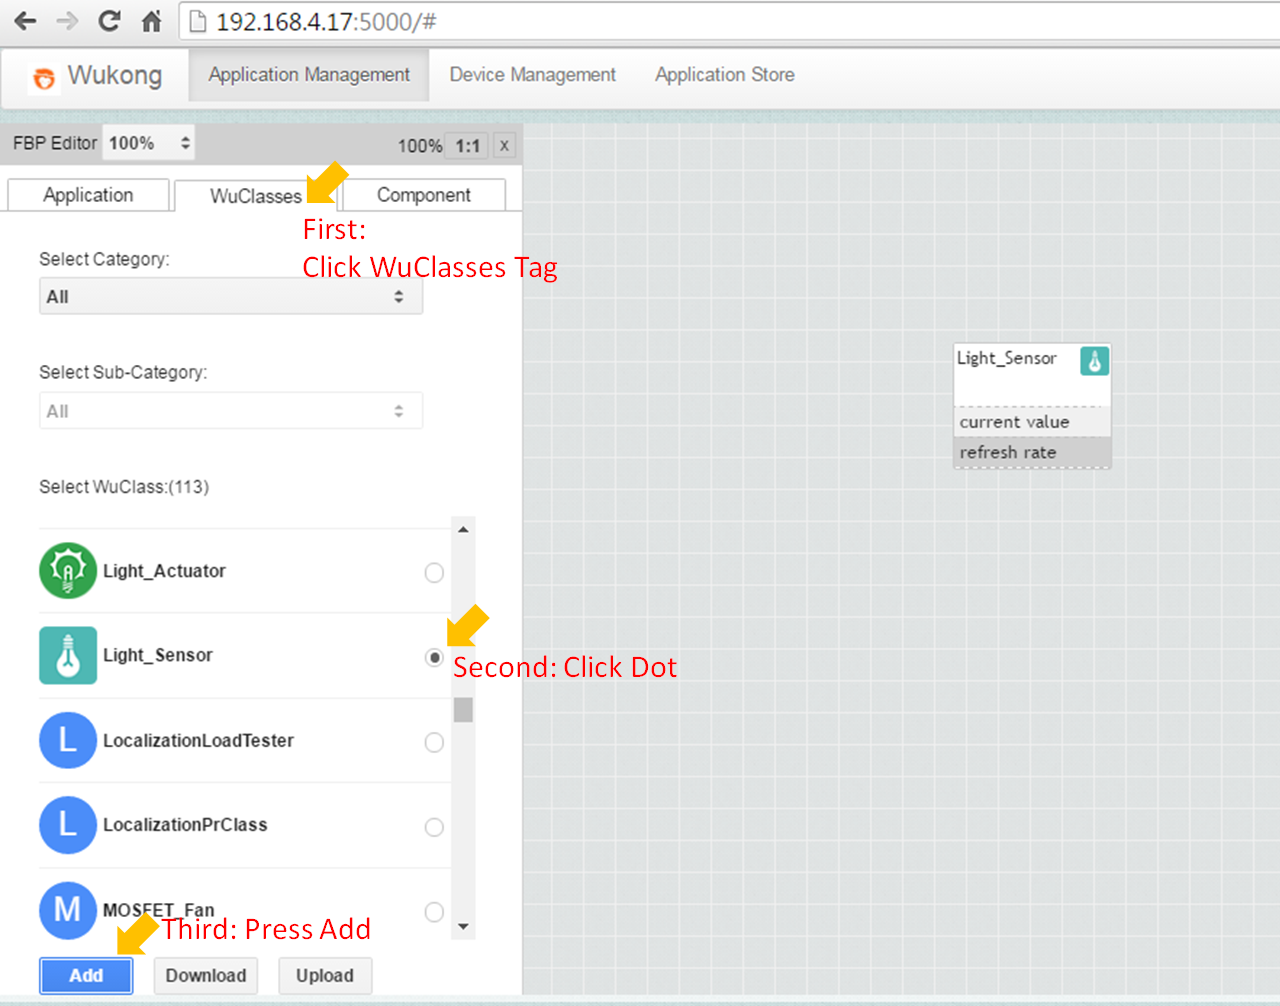 192.168.4.17:5000/#
Wukong
Application Management
Device Management
Application Store
FBP Editor
100%
100%
1:1
x
Application
WuClasses
Component
First:
Click WuClasses Tag
Select Category:
All
Select Sub-Category:
All
Select WuClass:(113)
Light_Actuator
Light_Sensor
Second: Click Dot
L LocalizationLoadTester
L LocalizationPrClass
M MOSFET_Fan
Third: Press Add
Add
Download
Upload
Light_Sensor
current value
refresh rate